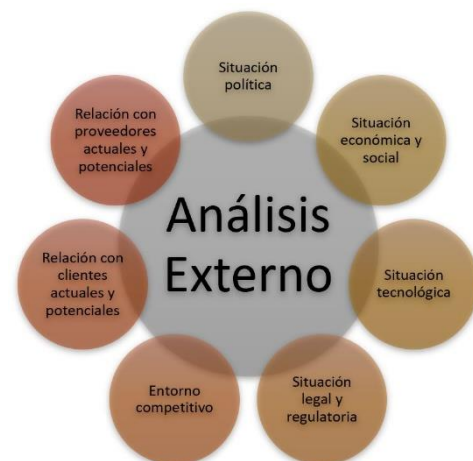 Situación
política
Situación
económica y
social
Situación
tecnológica
Situación
legal y
regulatoria
Entorno
competitivo
Relación con
clientes
actuales y
potenciales
Relación con
proveedores
actuales y
potenciales
Análisis
Externo